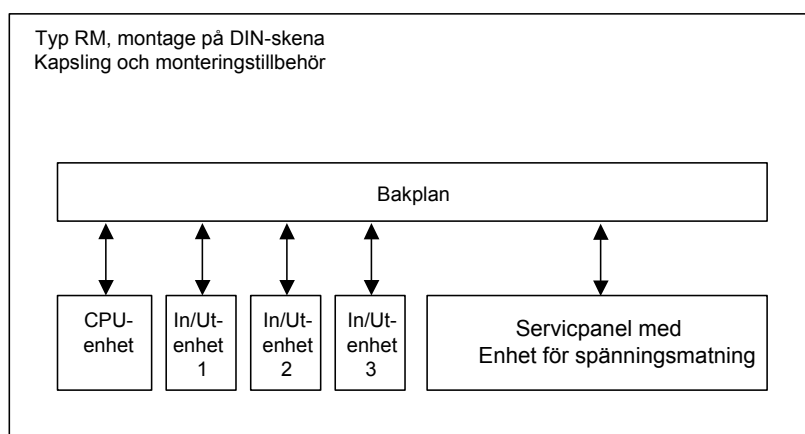 Typ RM, montage på DIN-skena
Kapsling och monteringstillbehör
Bakplan
CPU-
enhet
In/Ut-
enhet
1
In/Ut-
enhet
2
In/Ut-
enhet
3
Servicpanel med
Enhet för spänningsmatning